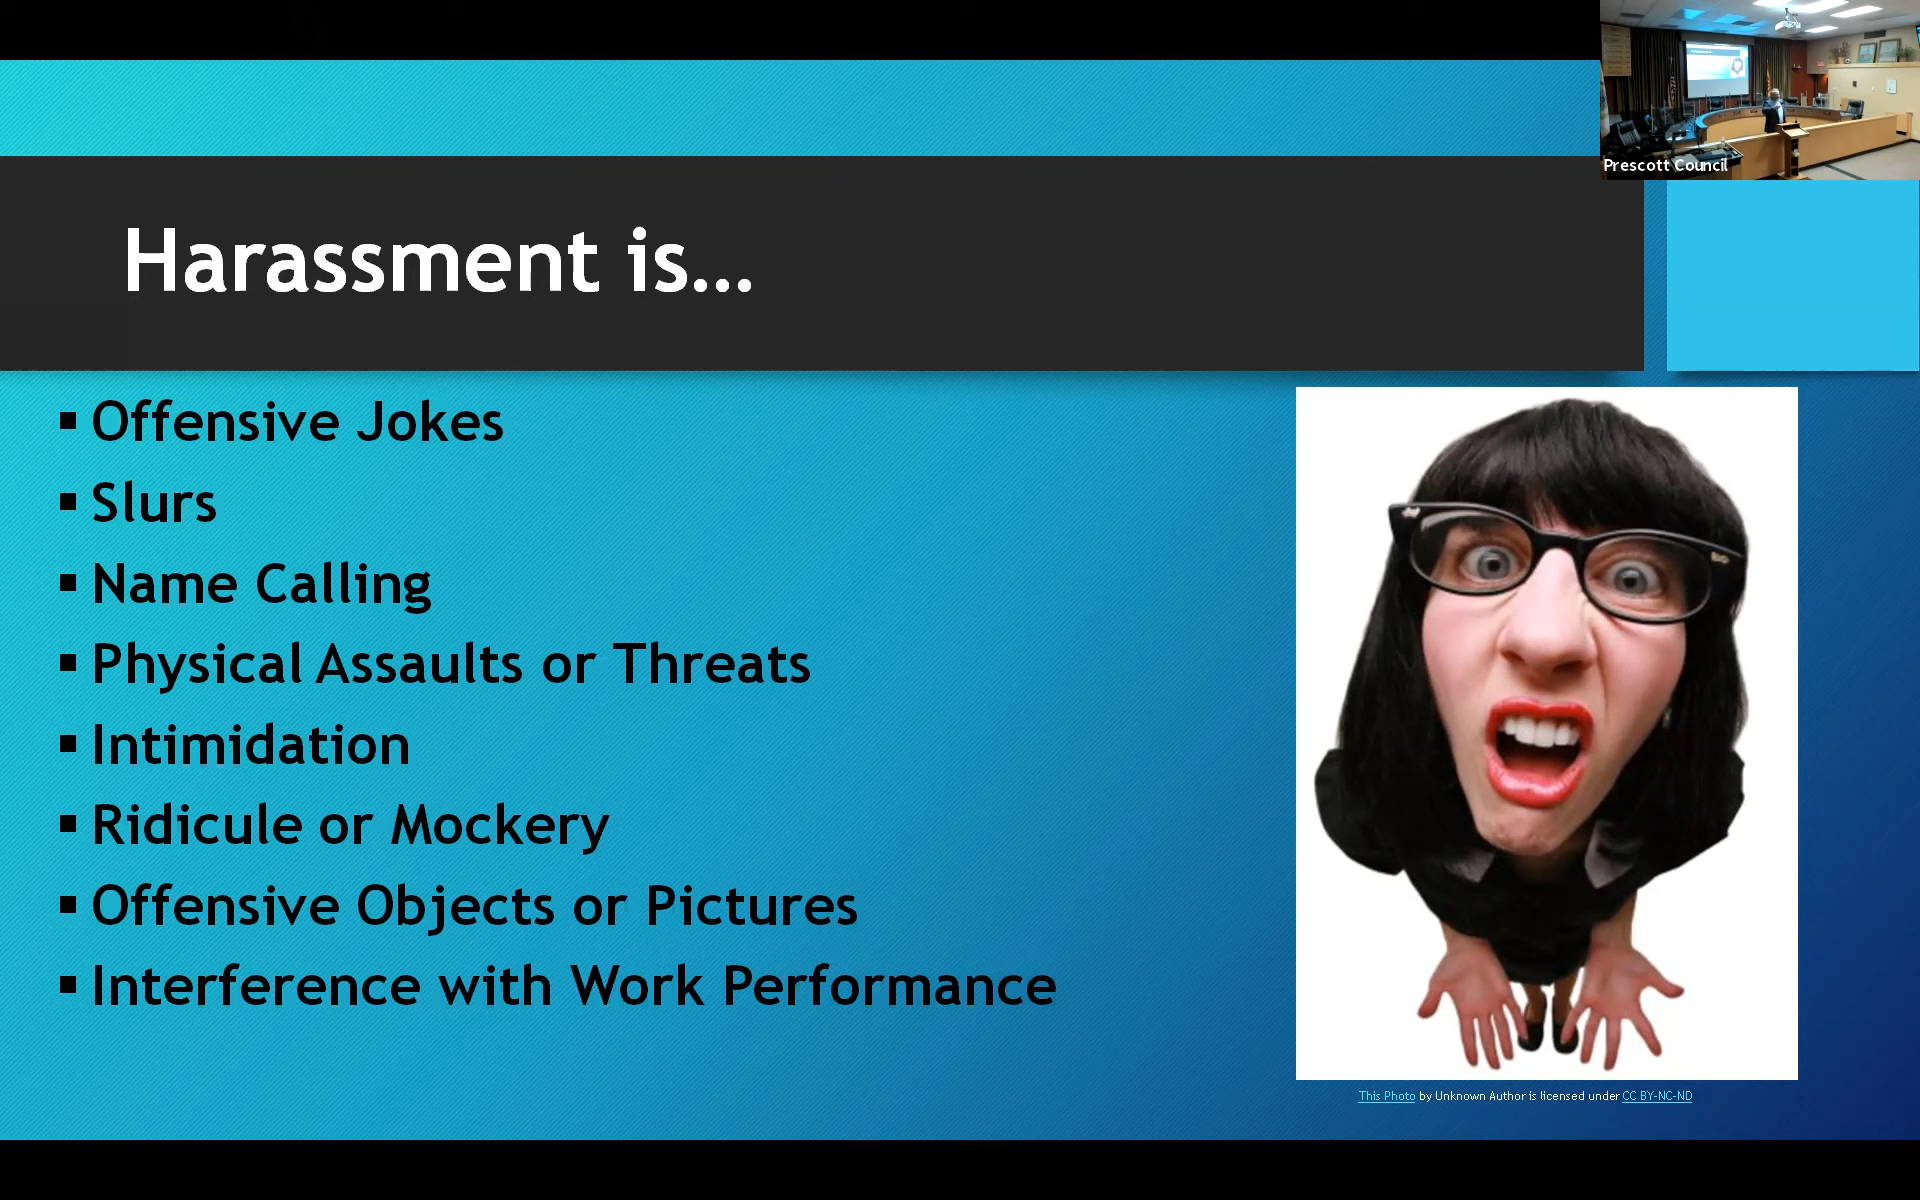 Prescott Council
Harassment is...
▪ Offensive Jokes
▪ Slurs
▪ Name Calling
▪ Physical Assaults or Threats
▪ Intimidation
▪ Ridicule or Mockery
▪ Offensive Objects or Pictures
▪ Interference with Work Performance
This Photo by Unknown Author is licensed under CC BY-NC-ND